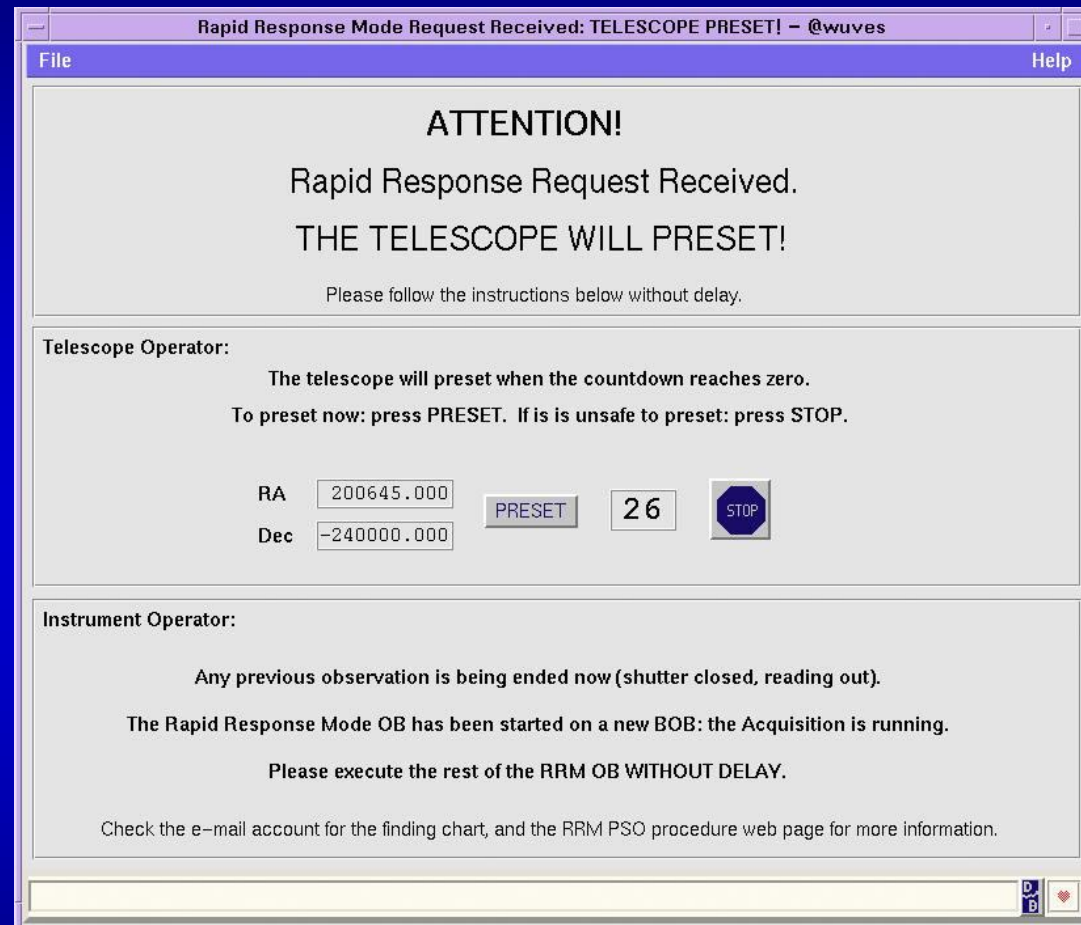 Rapid Response Mode Request Received: TELESCOPE PRESET! – @wuves
File Help
ATTENTION!
Rapid Response Request Received.
THE TELESCOPE WILL PRESET!
Please follow the instructions below without delay.
Telescope Operator:
The telescope will preset when the countdown reaches zero.
To preset now: press PRESET. If is is unsafe to preset: press STOP.
RA 200645.000
PRESET 26 STOP
Dec -240000.000
Instrument Operator:
Any previous observation is being ended now (shutter closed, reading out).
The Rapid Response Mode OB has been started on a new BOB: the Acquisition is running.
Please execute the rest of the RRM OB WITHOUT DELAY.
Check the e-mail account for the finding chart, and the RRM PSO procedure web page for more information.
D
B